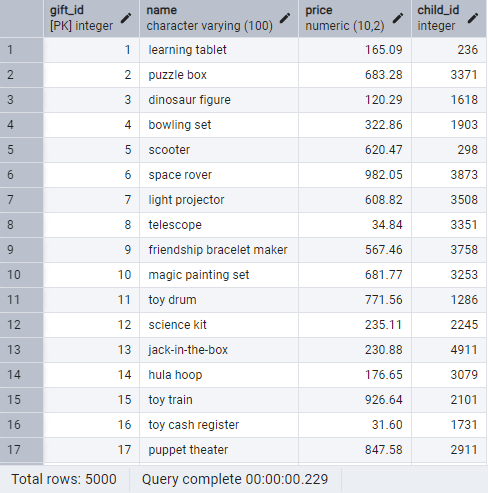 gift_id name price child_id
[PK] integer character varying (100) numeric (10,2) integer
1 1 learning tablet 165.09 236
2 2 puzzle box 683.28 3371
3 3 dinosaur figure 120.29 1618
4 4 bowling set 322.86 1903
5 5 scooter 620.47 298
6 6 space rover 982.05 3873
7 7 light projector 608.82 3508
8 8 telescope 34.84 3351
9 9 friendship bracelet maker 567.46 3758
10 10 magic painting set 681.77 3253
11 11 toy drum 771.56 1286
12 12 science kit 235.11 2245
13 13 jack-in-the-box 230.88 4911
14 14 hula hoop 176.65 3079
15 15 toy train 926.64 2101
16 16 toy cash register 31.60 1731
17 17 puppet theater 847.58 2911
Total rows: 5000 Query complete 00:00:00.229